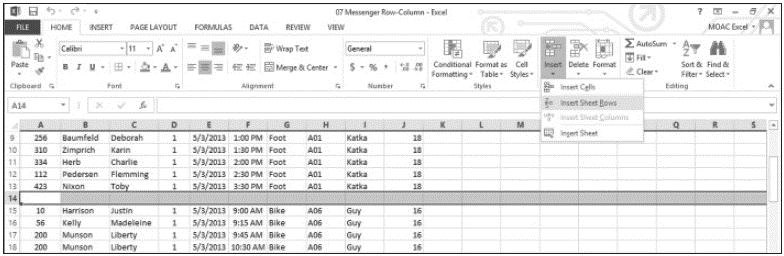 07 Messenger Row-Column - Excel
FILE HOME INSERT PAGE LAYOUT FORMULAS DATA REVIEW VIEW MOAC Excel
Calibri 11 A A Wrap Text General AutoSum
Paste B I U A Merge & Center $ % , Conditional Formatting Format as Table Cell Styles Insert Delete Format Fill Clear Sort & Filter Find & Select
Clipboard Font Alignment Number Styles Editing
Insert Cells
Insert Sheet Rows
Insert Sheet Columns
Insert Sheet
A14 fx
A B C D E F G H I J K L M Q R S
9 256 Baumfeld Deborah 1 5/3/2013 1:00 PM Foot A01 Katka 18
10 310 Zimprich Karin 1 5/3/2013 1:30 PM Foot A01 Katka 18
11 334 Herb Charlie 1 5/3/2013 2:00 PM Foot A01 Katka 18
12 112 Pedersen Flemming 1 5/3/2013 2:30 PM Foot A01 Katka 18
13 423 Nixon Toby 1 5/3/2013 3:30 PM Foot A01 Katka 18
14
15 10 Harrison Justin 1 5/3/2013 9:00 AM Bike A06 Guy 16
16 56 Kelly Madeleine 1 5/3/2013 9:15 AM Bike A06 Guy 16
17 200 Munson Liberty 1 5/3/2013 9:45 AM Bike A06 Guy 16
18 200 Munson Liberty 1 5/3/2013 10:30 AM Bike A06 Guy 16